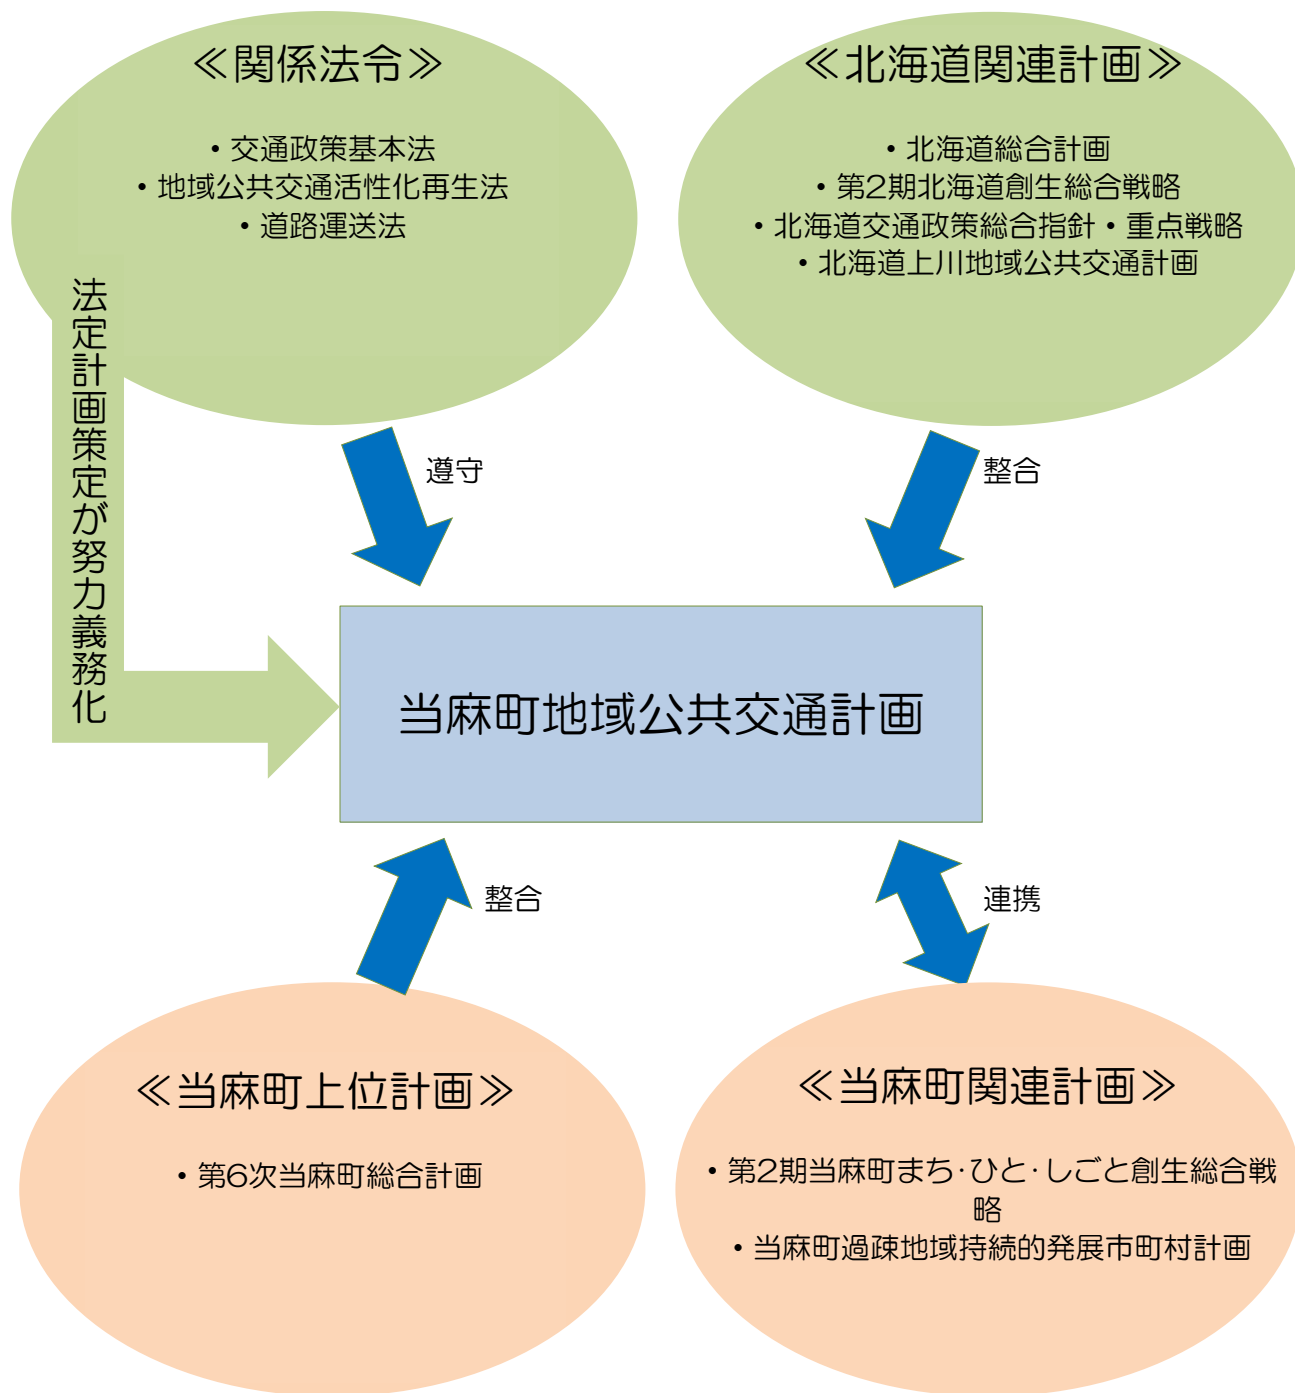 ≪関係法令≫
・交通政策基本法
・地域公共交通活性化再生法
・道路運送法
≪北海道関連計画≫
・北海道総合計画
・第2期北海道創生総合戦略
・北海道交通政策総合指針・重点戦略
・北海道上川地域公共交通計画
法定計画策定が努力義務化
遵守
整合
当麻町地域公共交通計画
整合
連携
≪当麻町上位計画≫
・第6次当麻町総合計画
≪当麻町関連計画≫
・第2期当麻町まち・ひと・しごと創生総合戦
略
・当麻町過疎地域持続的発展市町村計画